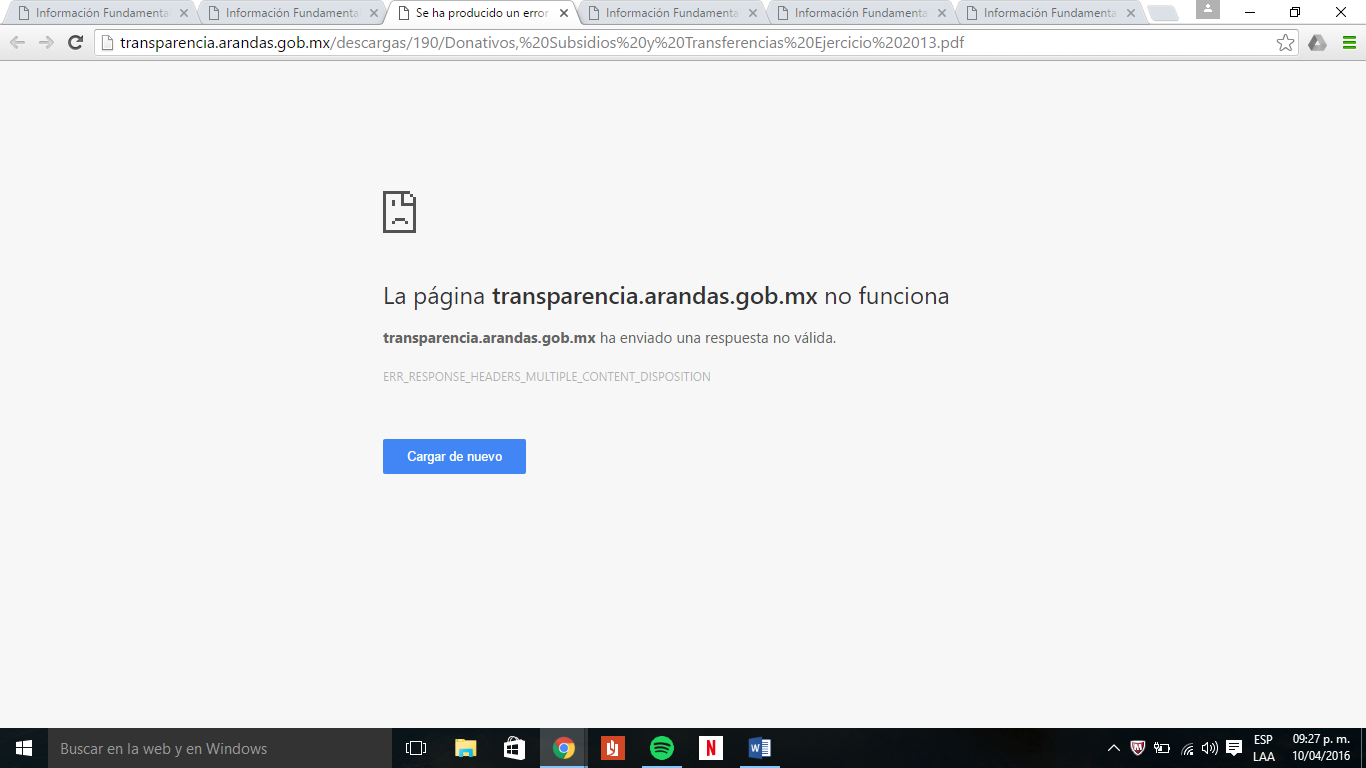 Información Fundamenta
Información Fundamenta
Se ha producido un error
Información Fundamenta
Información Fundamenta
Información Fundamenta
transparencia.arandas.gob.mx/descargas/190/Donativos,%20Subsidios%20y%20Transferencias%20Ejercicio%202013.pdf
La página transparencia.arandas.gob.mx no funciona
transparencia.arandas.gob.mx ha enviado una respuesta no válida.
ERR_RESPONSE_HEADERS_MULTIPLE_CONTENT_DISPOSITION
Cargar de nuevo
Buscar en la web y en Windows
ESP
LAA
09:27 p. m.
10/04/2016